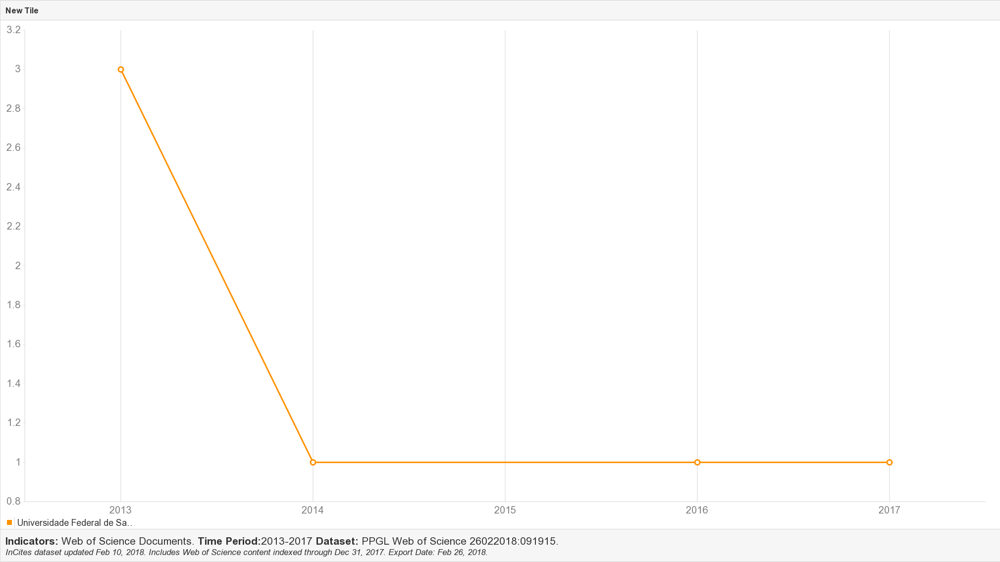 New Tile
3.2
3
2.8
2.6
2.4
2.2
2
1.8
1.6
1.4
1.2
1
0.8
2013 2014 2015 2016 2017
Universidade Federal de Sa..
Indicators: Web of Science Documents. Time Period:2013-2017 Dataset: PPGL Web of Science 26022018:091915.
InCites dataset updated Feb 10, 2018. Includes Web of Science content indexed through Dec 31, 2017. Export Date: Feb 26, 2018.